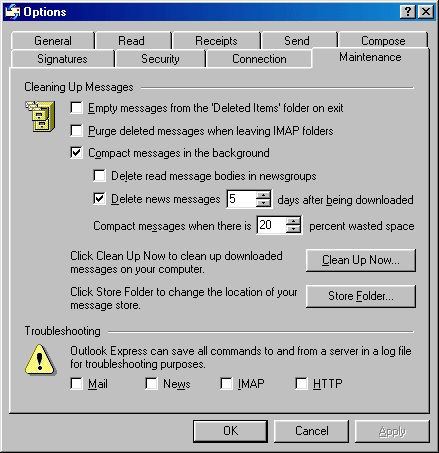 Options
General Read Receipts Send Compose
Signatures Security Connection Maintenance
Cleaning Up Messages
Empty messages from the 'Deleted Items' folder on exit
Purge deleted messages when leaving IMAP folders
Compact messages in the background
Delete read message bodies in newsgroups
Delete news messages 5 days after being downloaded
Compact messages when there is 20 percent wasted space
Click Clean Up Now to clean up downloaded
messages on your computer.
Clean Up Now...
Click Store Folder to change the location of your
message store.
Store Folder...
Troubleshooting
Outlook Express can save all commands to and from a server in a log file
for troubleshooting purposes.
Mail News IMAP HTTP
OK Cancel Apply